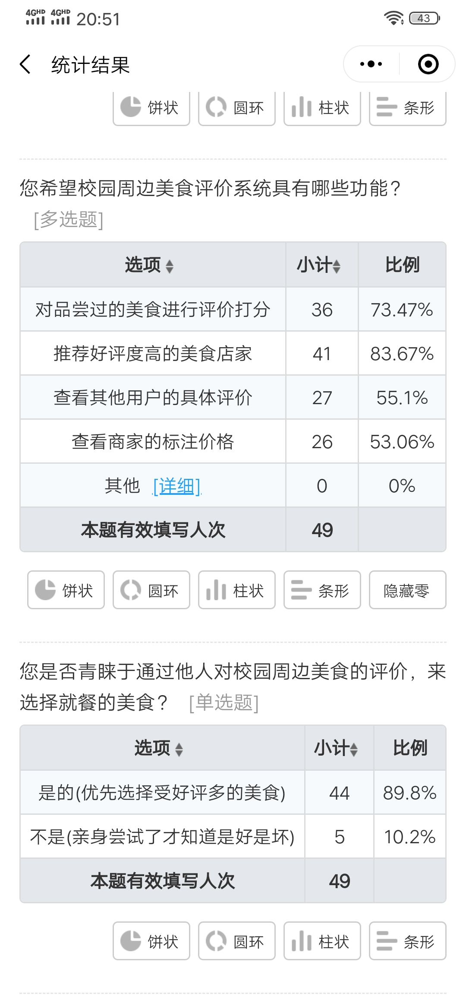 4GHD 4GHD 20:51 43
统计结果
饼状 圆环 柱状 条形
您希望校园周边美食评价系统具有哪些功能?
[多选题]
选项 小计 比例
对品尝过的美食进行评价打分 36 73.47%
推荐好评度高的美食店家 41 83.67%
查看其他用户的具体评价 27 55.1%
查看商家的标注价格 26 53.06%
其他 [详细] 0 0%
本题有效填写人次 49
饼状 圆环 柱状 条形 隐藏零
您是否青睐于通过他人对校园周边美食的评价，来
选择就餐的美食? [单选题]
选项 小计 比例
是的(优先选择受好评多的美食) 44 89.8%
不是(亲身尝试了才知道是好是坏) 5 10.2%
本题有效填写人次 49
饼状 圆环 柱状 条形